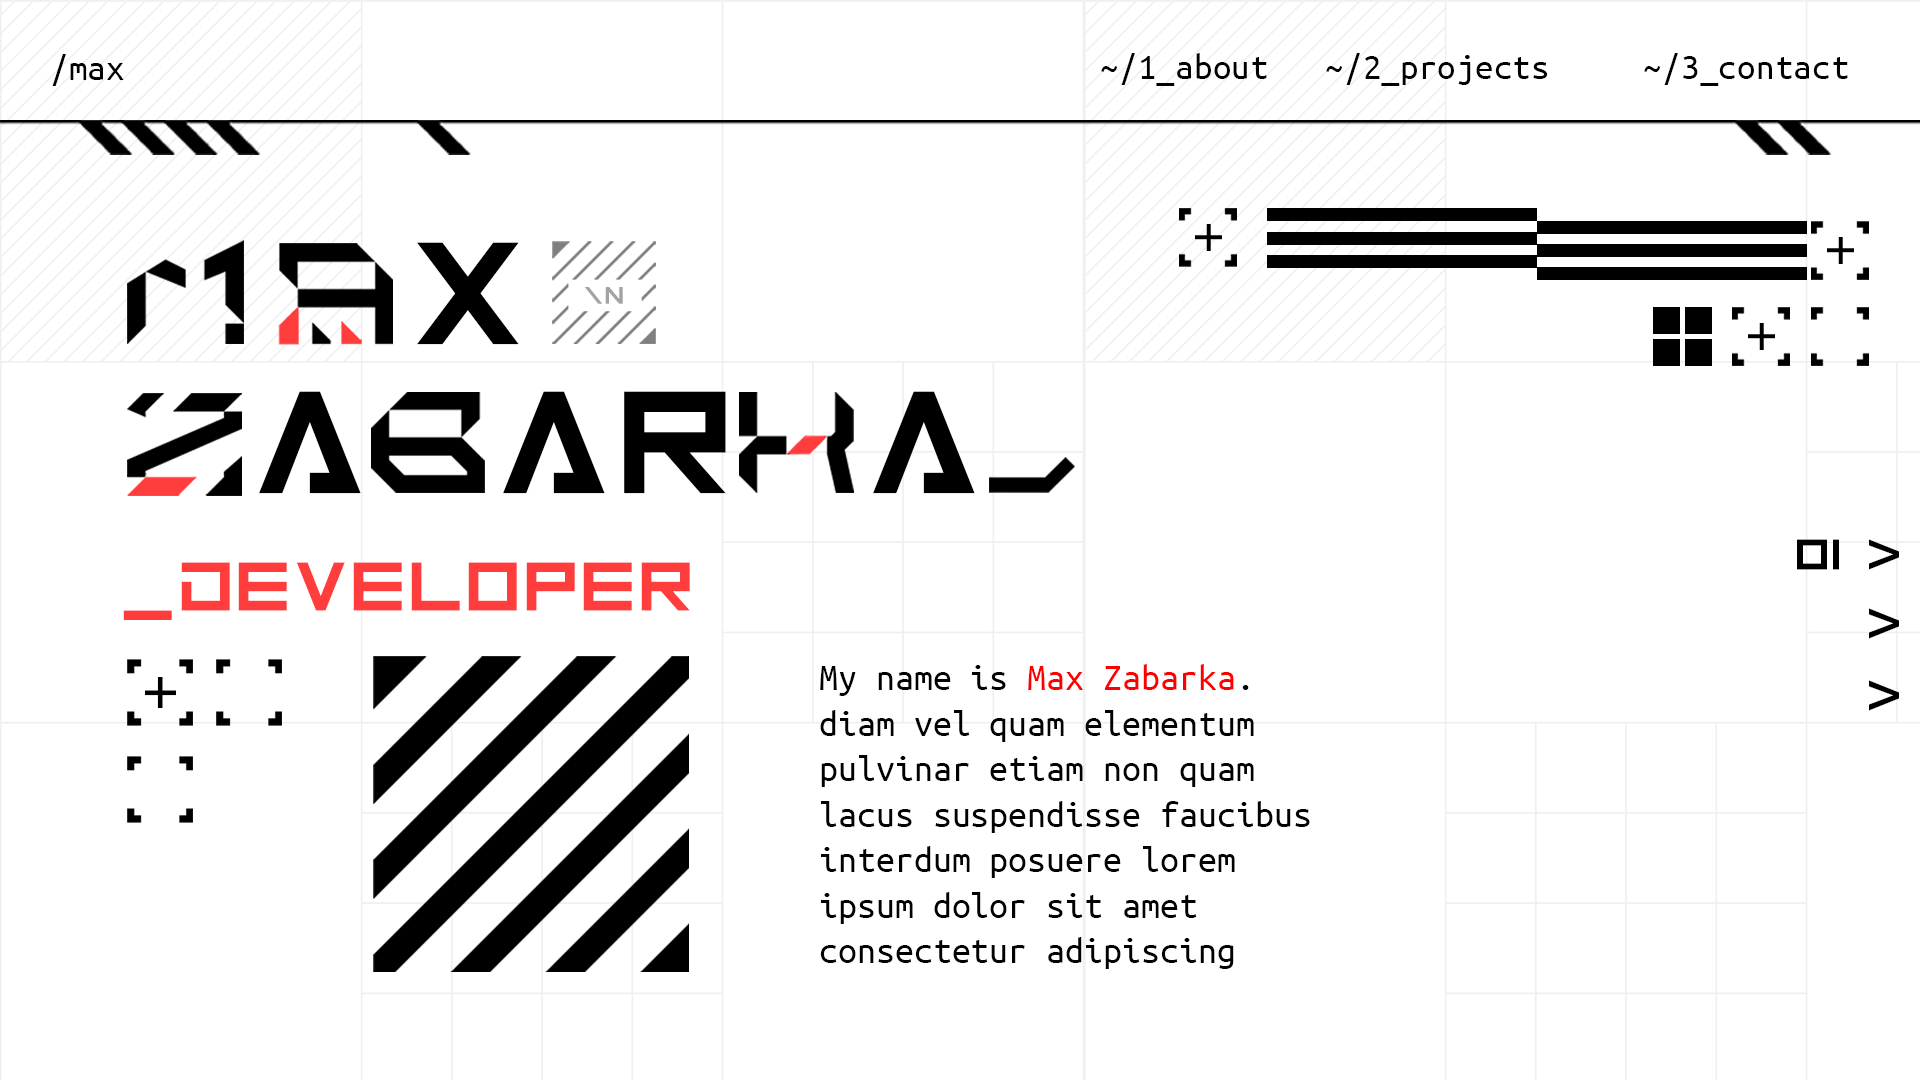 /max
~/1_about ~/2_projects ~/3_contact
MAX
\N
ZABARKA_
_DEVELOPER
01 >
>
>
My name is Max Zabarka.
diam vel quam elementum
pulvinar etiam non quam
lacus suspendisse faucibus
interdum posuere lorem
ipsum dolor sit amet
consectetur adipiscing